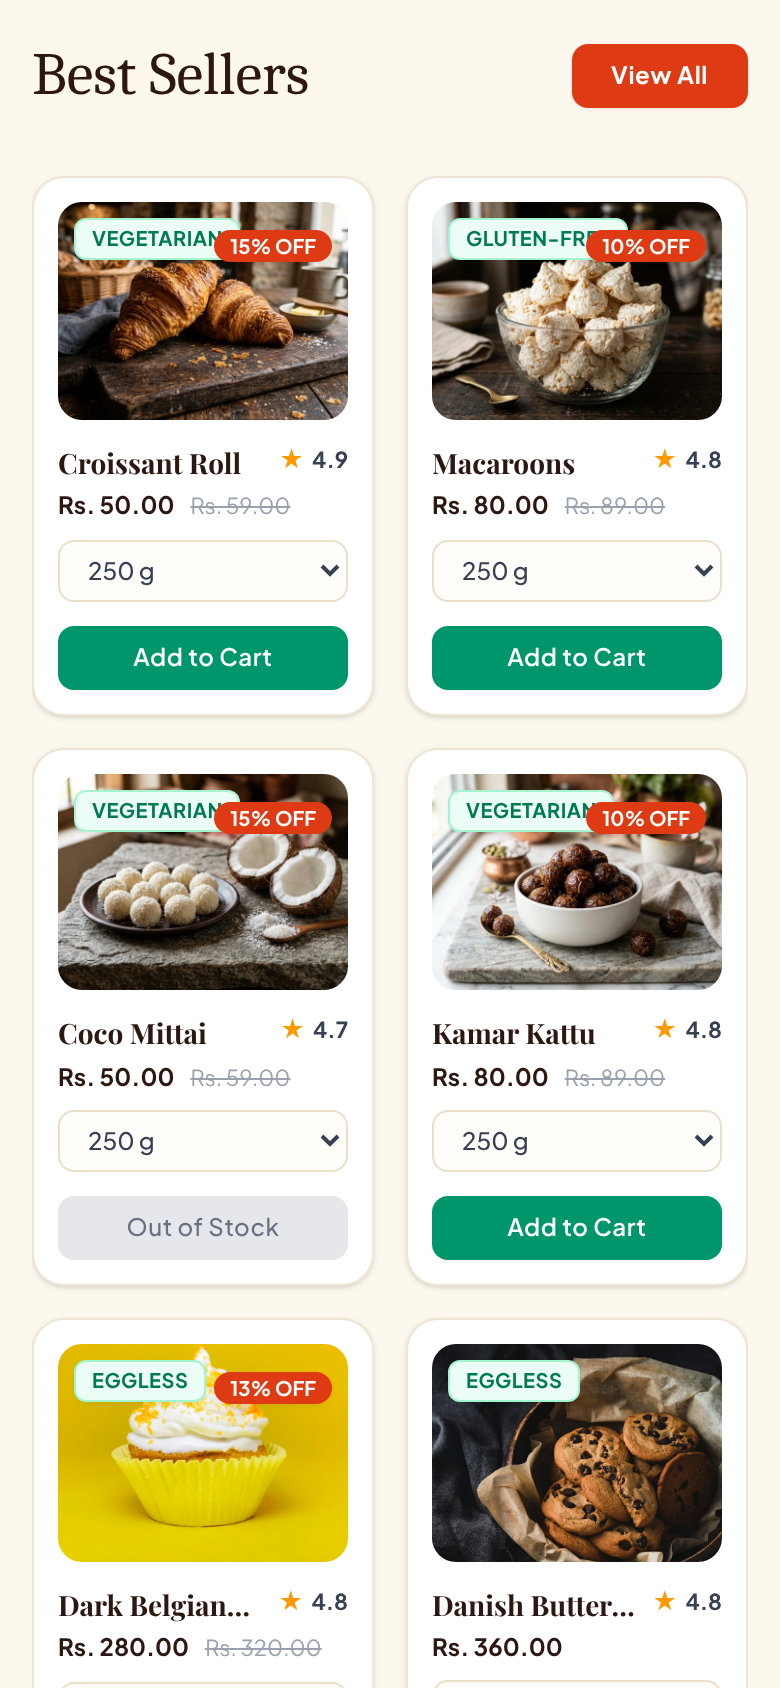 Best Sellers
View All
VEGETARIAN
15% OFF
Croissant Roll
★ 4.9
Rs. 50.00 Rs. 59.00
250 g
Add to Cart
10% OFF
Macaroons
★ 4.8
Rs. 80.00 Rs. 89.00
250 g
Add to Cart
VEGETARIAN
15% OFF
Coco Mittai
★ 4.7
Rs. 50.00 Rs. 59.00
250 g
Out of Stock
VEGETARIAN
10% OFF
Kamar Kattu
★ 4.8
Rs. 80.00 Rs. 89.00
250 g
Add to Cart
EGGLESS
13% OFF
Dark Belgian...
★ 4.8
Rs. 280.00 Rs. 320.00
EGGLESS
Danish Butter...
★ 4.8
Rs. 360.00